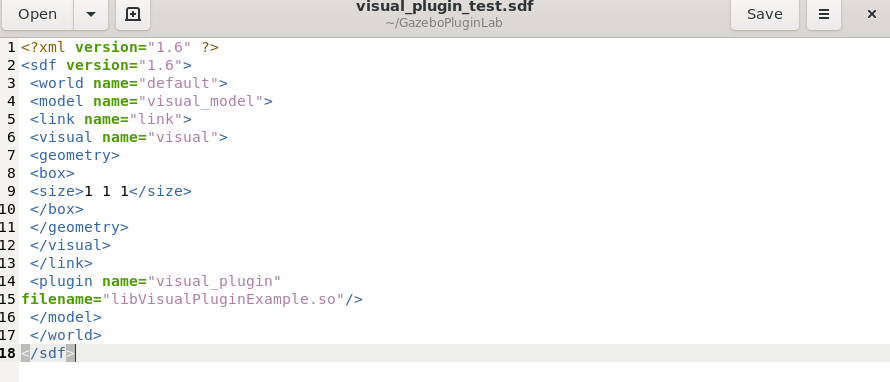 visual_plugin_test.sdf
Open
~/GazeboPluginLab
Save
1 <?xml version="1.6" ?>
2 <sdf version="1.6">
3  <world name="default">
4  <model name="visual_model">
5  <link name="link">
6  <visual name="visual">
7  <geometry>
8  <box>
9  <size>1 1 1</size>
10  </box>
11  </geometry>
12  </visual>
13  </link>
14  <plugin name="visual_plugin"
15 filename="libVisualPluginExample.so"/>
16  </model>
17  </world>
18 </sdf>